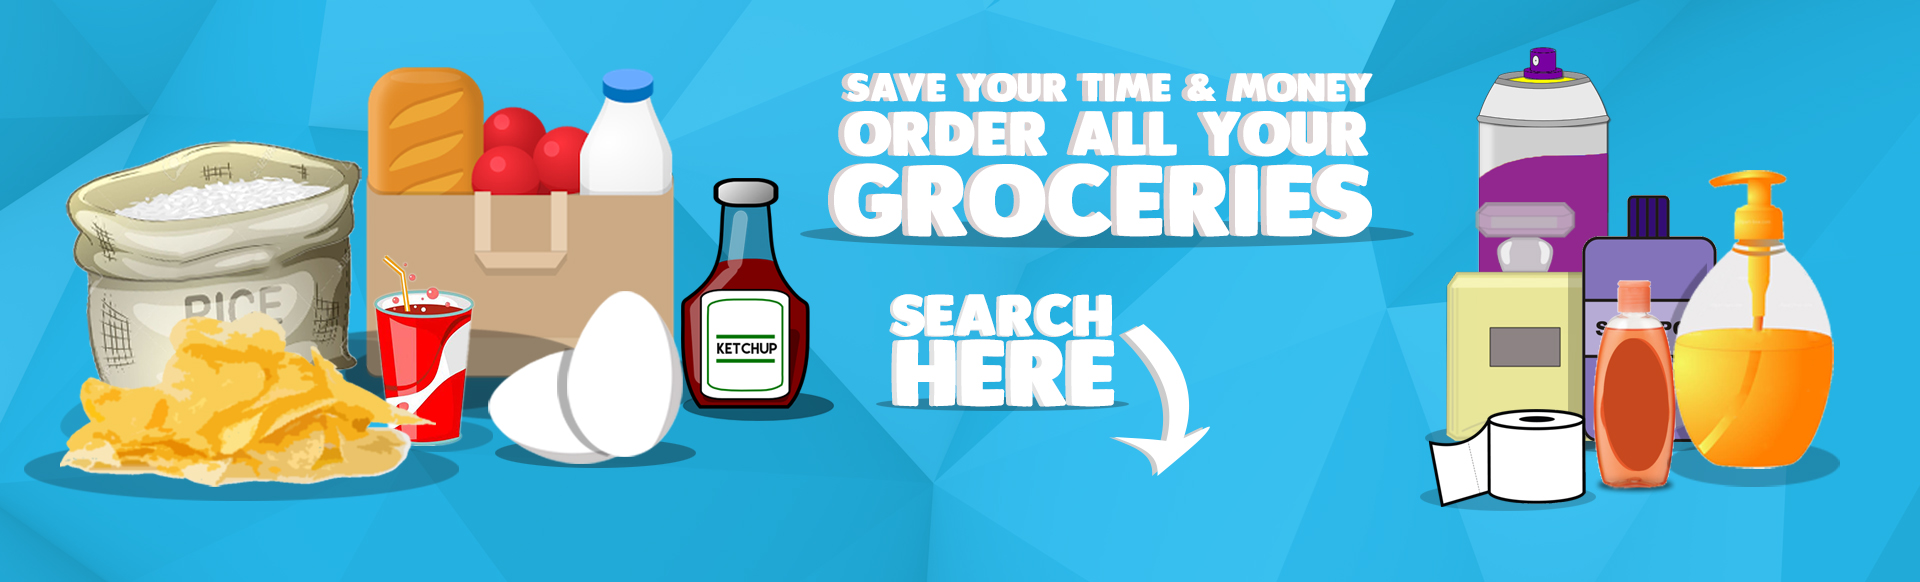 SAVE YOUR TIME & MONEY
ORDER ALL YOUR
GROCERIES
SEARCH
HERE
RICE
KETCHUP